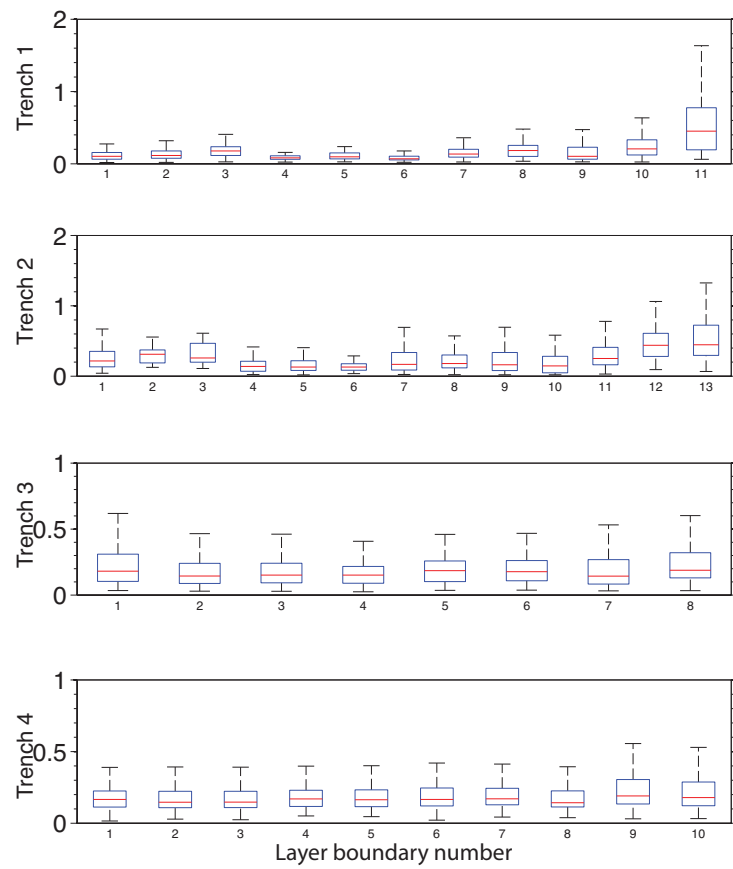 Trench 1
2
1
0
1 2 3 4 5 6 7 8 9 10 11
Trench 2
2
1
0
1 2 3 4 5 6 7 8 9 10 11 12 13
Trench 3
1
0.5
0
1 2 3 4 5 6 7 8
Trench 4
1
0.5
0
1 2 3 4 5 6 7 8 9 10
Layer boundary number